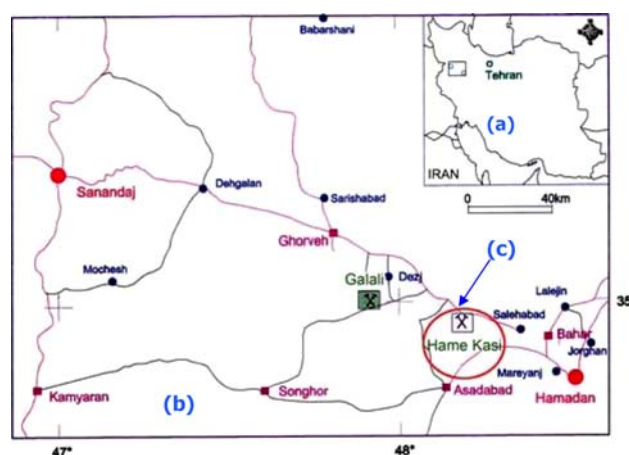 Babarshani
Tehran
(a)
IRAN
0 40km
Sanandaj
Dehgalan
Sarishabad
Ghorveh
(c)
Mochesh
Galali
Dezj
Lalejin
35
Salehabad
Bahar
Hame Kasi
Jorghan
Mareyanj
Kamyaran
(b)
Songhor
Asadabad
Hamadan
47°
48°